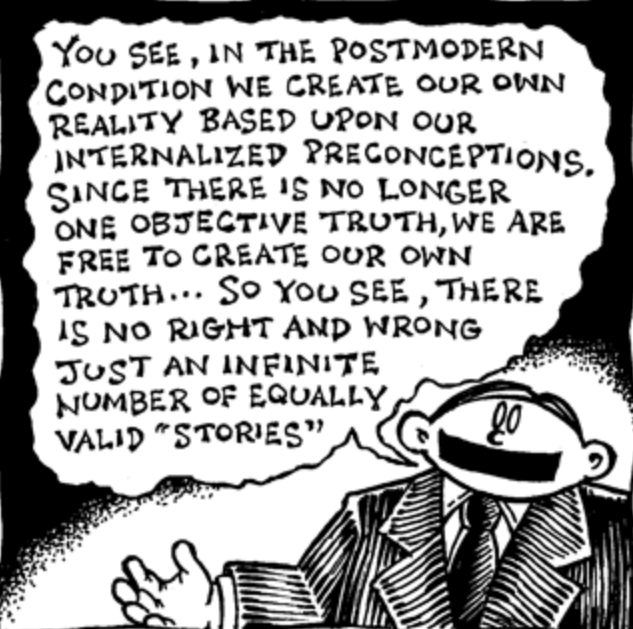 YOU SEE, IN THE POSTMODERN
CONDITION WE CREATE OUR OWN
REALITY BASED UPON OUR
INTERNALIZED PRECONCEPTIONS.
SINCE THERE IS NO LONGER
ONE OBJECTIVE TRUTH, WE ARE
FREE TO CREATE OUR OWN
TRUTH... SO YOU SEE, THERE
IS NO RIGHT AND WRONG
JUST AN INFINITE
NUMBER OF EQUALLY
VALID "STORIES"